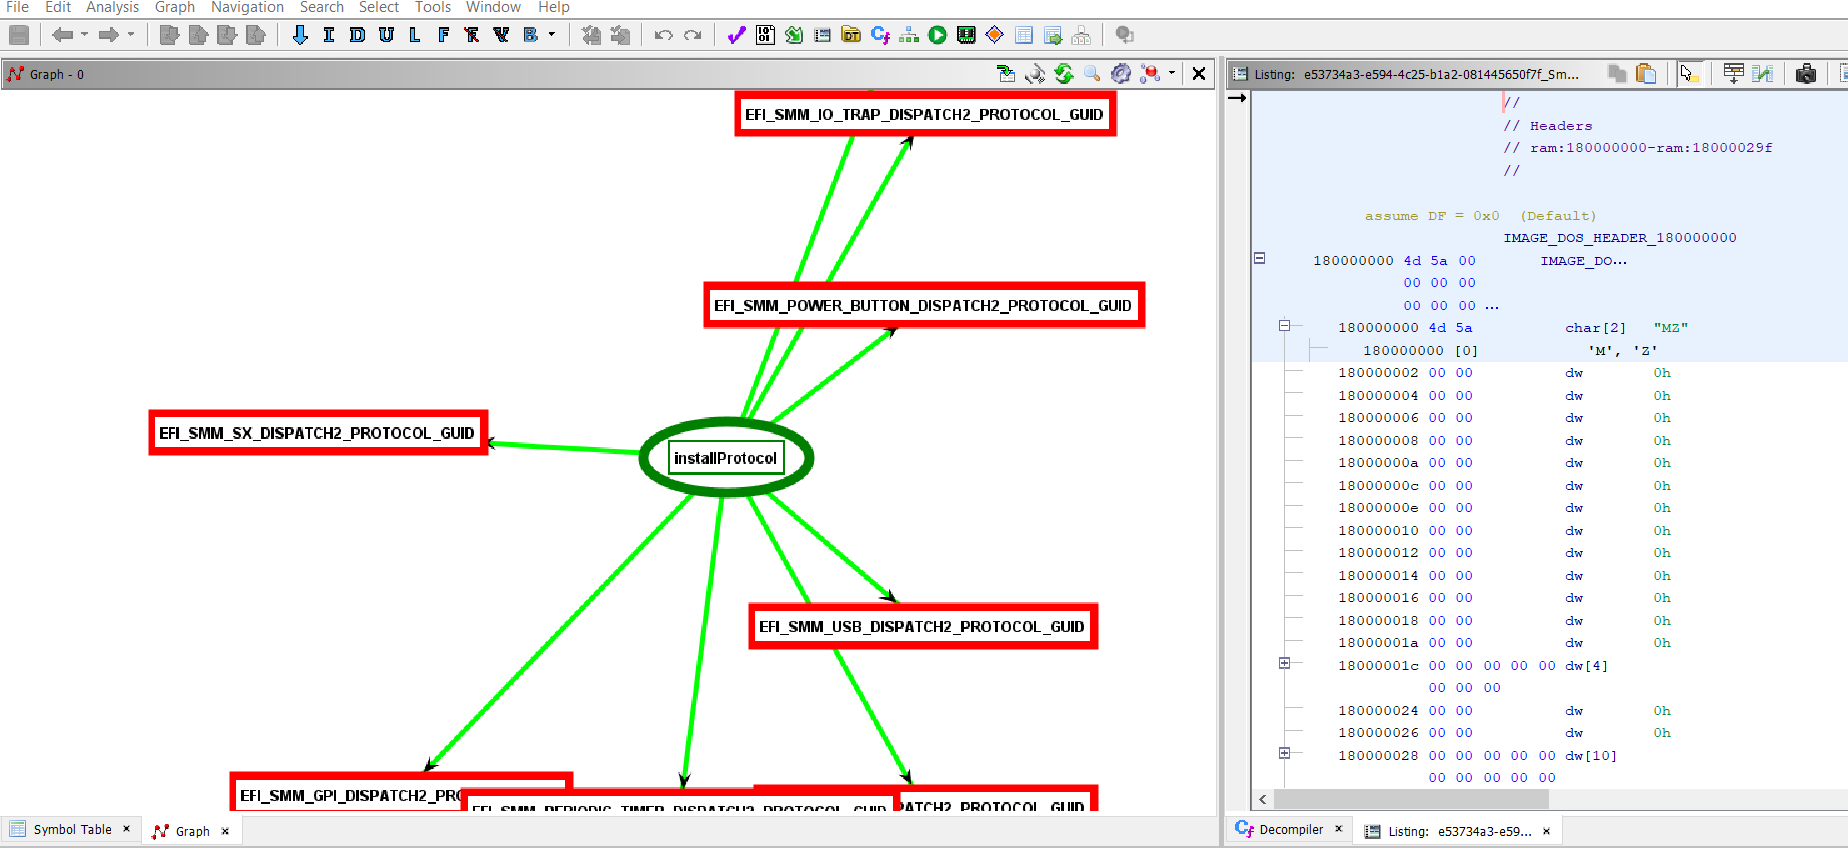 File Edit Analysis Graph Navigation Search Select Tools Window Help
I D U L F F V B
Graph - 0
EFI_SMM_IO_TRAP_DISPATCH2_PROTOCOL_GUID
EFI_SMM_POWER_BUTTON_DISPATCH2_PROTOCOL_GUID
EFI_SMM_SX_DISPATCH2_PROTOCOL_GUID
installProtocol
EFI_SMM_USB_DISPATCH2_PROTOCOL_GUID
EFI_SMM_GPI_DISPATCH2_PRO
EFI_SMM_PERIODIC_TIMER_DISPATCH2_PROTOCOL_GUID
PATCH2_PROTOCOL_GUID
Symbol Table
Graph
Listing: e53734a3-e594-4c25-b1a2-081445650f7f_Sm...
//
// Headers
// ram:180000000-ram:18000029f
//
assume DF = 0x0 (Default)
IMAGE_DOS_HEADER_180000000
180000000 4d 5a 00 IMAGE_DO...
00 00 00
00 00 00 ...
180000000 4d 5a char[2] "MZ"
180000000 [0] 'M', 'Z'
180000002 00 00 dw 0h
180000004 00 00 dw 0h
180000006 00 00 dw 0h
180000008 00 00 dw 0h
18000000a 00 00 dw 0h
18000000c 00 00 dw 0h
18000000e 00 00 dw 0h
180000010 00 00 dw 0h
180000012 00 00 dw 0h
180000014 00 00 dw 0h
180000016 00 00 dw 0h
180000018 00 00 dw 0h
18000001a 00 00 dw 0h
18000001c 00 00 00 00 00 dw[4]
00 00 00
180000024 00 00 dw 0h
180000026 00 00 dw 0h
180000028 00 00 00 00 00 dw[10]
00 00 00 00 00
Decompiler
Listing: e53734a3-e59...